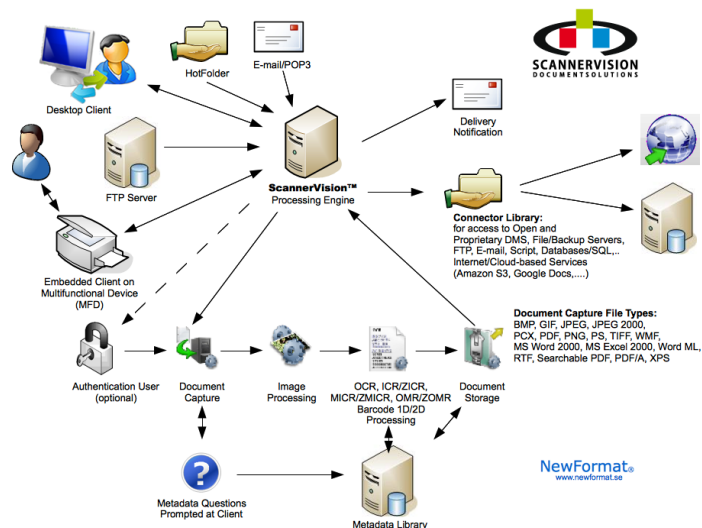 HotFolder
E-mail/POP3
SCANNERVISION
DOCUMENTSOLUTIONS
Desktop Client
Delivery
Notification
FTP Server
ScannerVision™
Processing Engine
Connector Library:
for access to Open and
Proprietary DMS, File/Backup Servers,
FTP, E-mail, Script, Databases/SQL,..
Internet/Cloud-based Services
(Amazon S3, Google Docs,....)
Embedded Client on
Multifunctional Device
(MFD)
Document Capture File Types:
BMP, GIF, JPEG, JPEG 2000,
PCX, PDF, PNG, PS, TIFF, WMF,
MS Word 2000, MS Excel 2000, Word ML,
RTF, Searchable PDF, PDF/A, XPS
Authentication User
(optional)
Document
Capture
Image
Processing
OCR, ICR/ZICR,
MICR/ZMICR, OMR/ZOMR
Barcode 1D/2D
Processing
Document
Storage
?
Metadata Questions
Prompted at Client
Metadata Library
NewFormat®
www.newformat.se